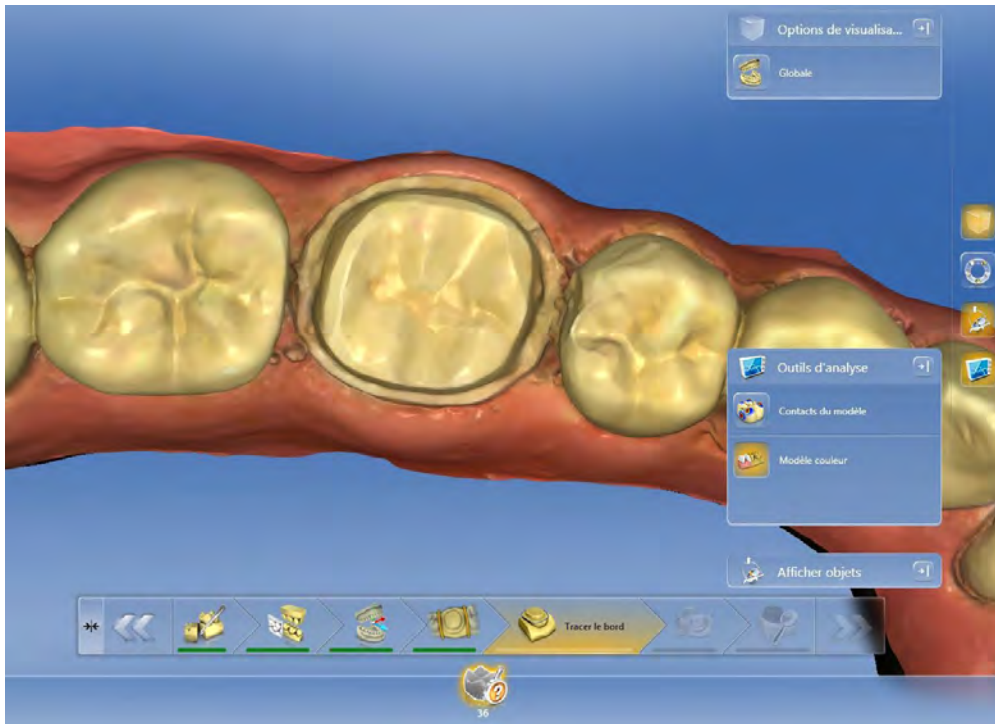 Options de visualisa...
Globale
Outils d'analyse
Contacts du modèle
Modèle couleur
Afficher objets
Tracer le bord
36